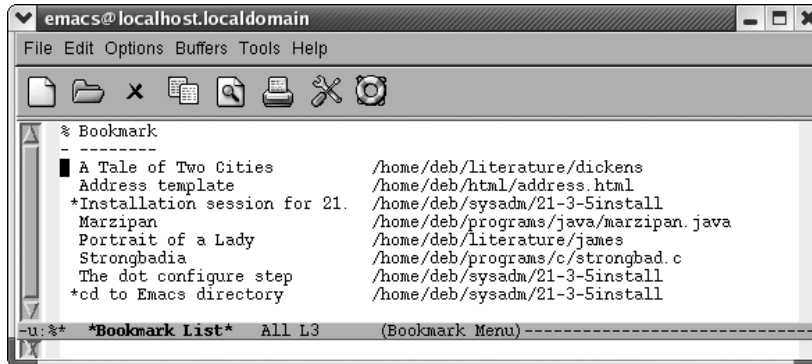 emacs@localhost.localdomain
File Edit Options Buffers Tools Help
% Bookmark
- --------
A Tale of Two Cities /home/deb/literature/dickens
Address template /home/deb/html/address.html
*Installation session for 21. /home/deb/sysadm/21-3-5install
Marzipan /home/deb/programs/java/marzipan.java
Portrait of a Lady /home/deb/literature/james
Strongbadia /home/deb/programs/c/strongbad.c
The dot configure step /home/deb/sysadm/21-3-5install
*cd to Emacs directory /home/deb/sysadm/21-3-5install
-u:%* *Bookmark List* All L3 (Bookmark Menu)------------------------------